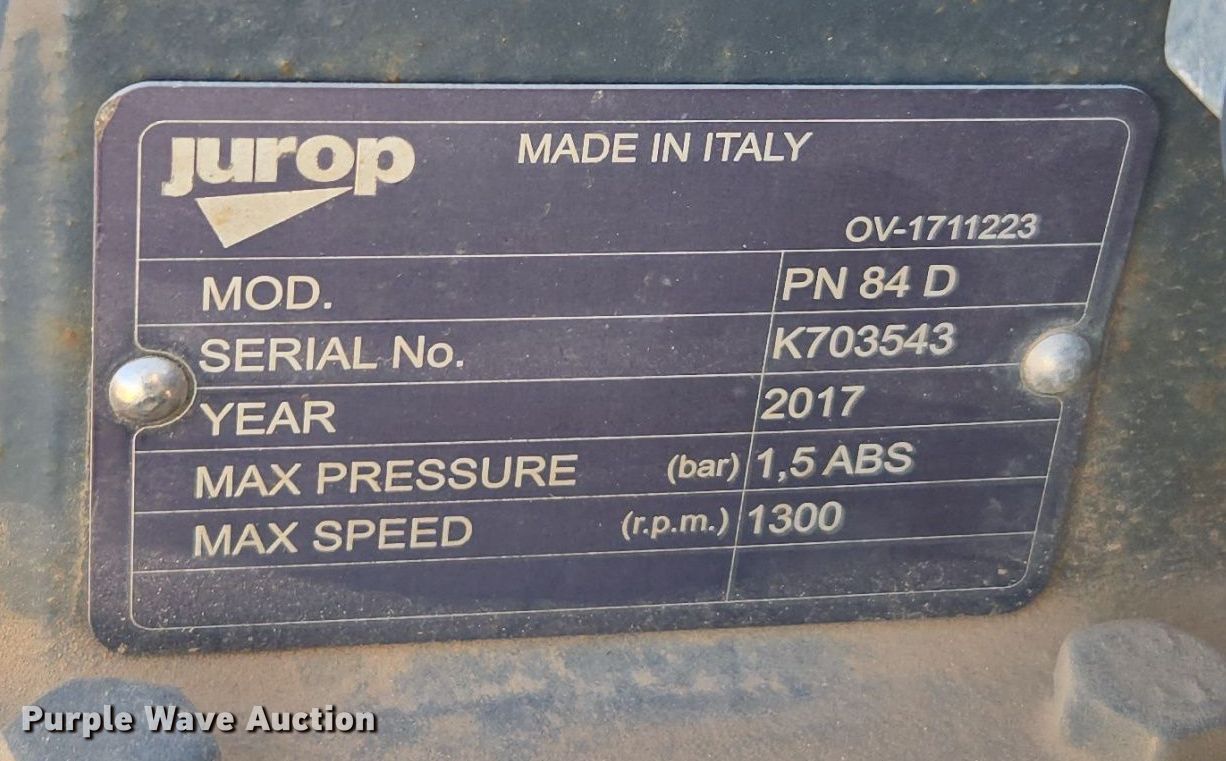 jurop
MADE IN ITALY
OV-1711223
MOD. PN 84 D
SERIAL No. K703543
YEAR 2017
MAX PRESSURE (bar) 1,5 ABS
MAX SPEED (r.p.m.) 1300
Purple Wave Auction